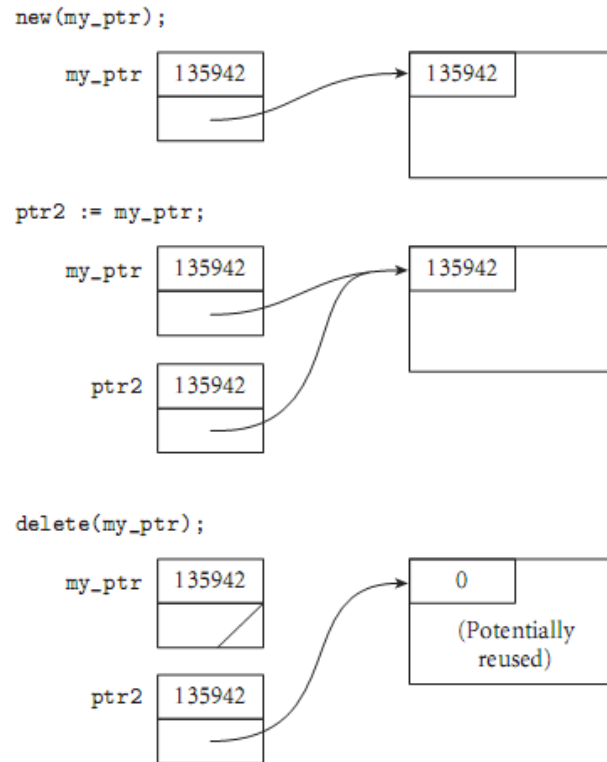 new(my_ptr);
my_ptr 135942 135942
ptr2 := my_ptr;
my_ptr 135942 135942
ptr2 135942
delete(my_ptr);
my_ptr 135942 0
(Potentially
reused)
ptr2 135942